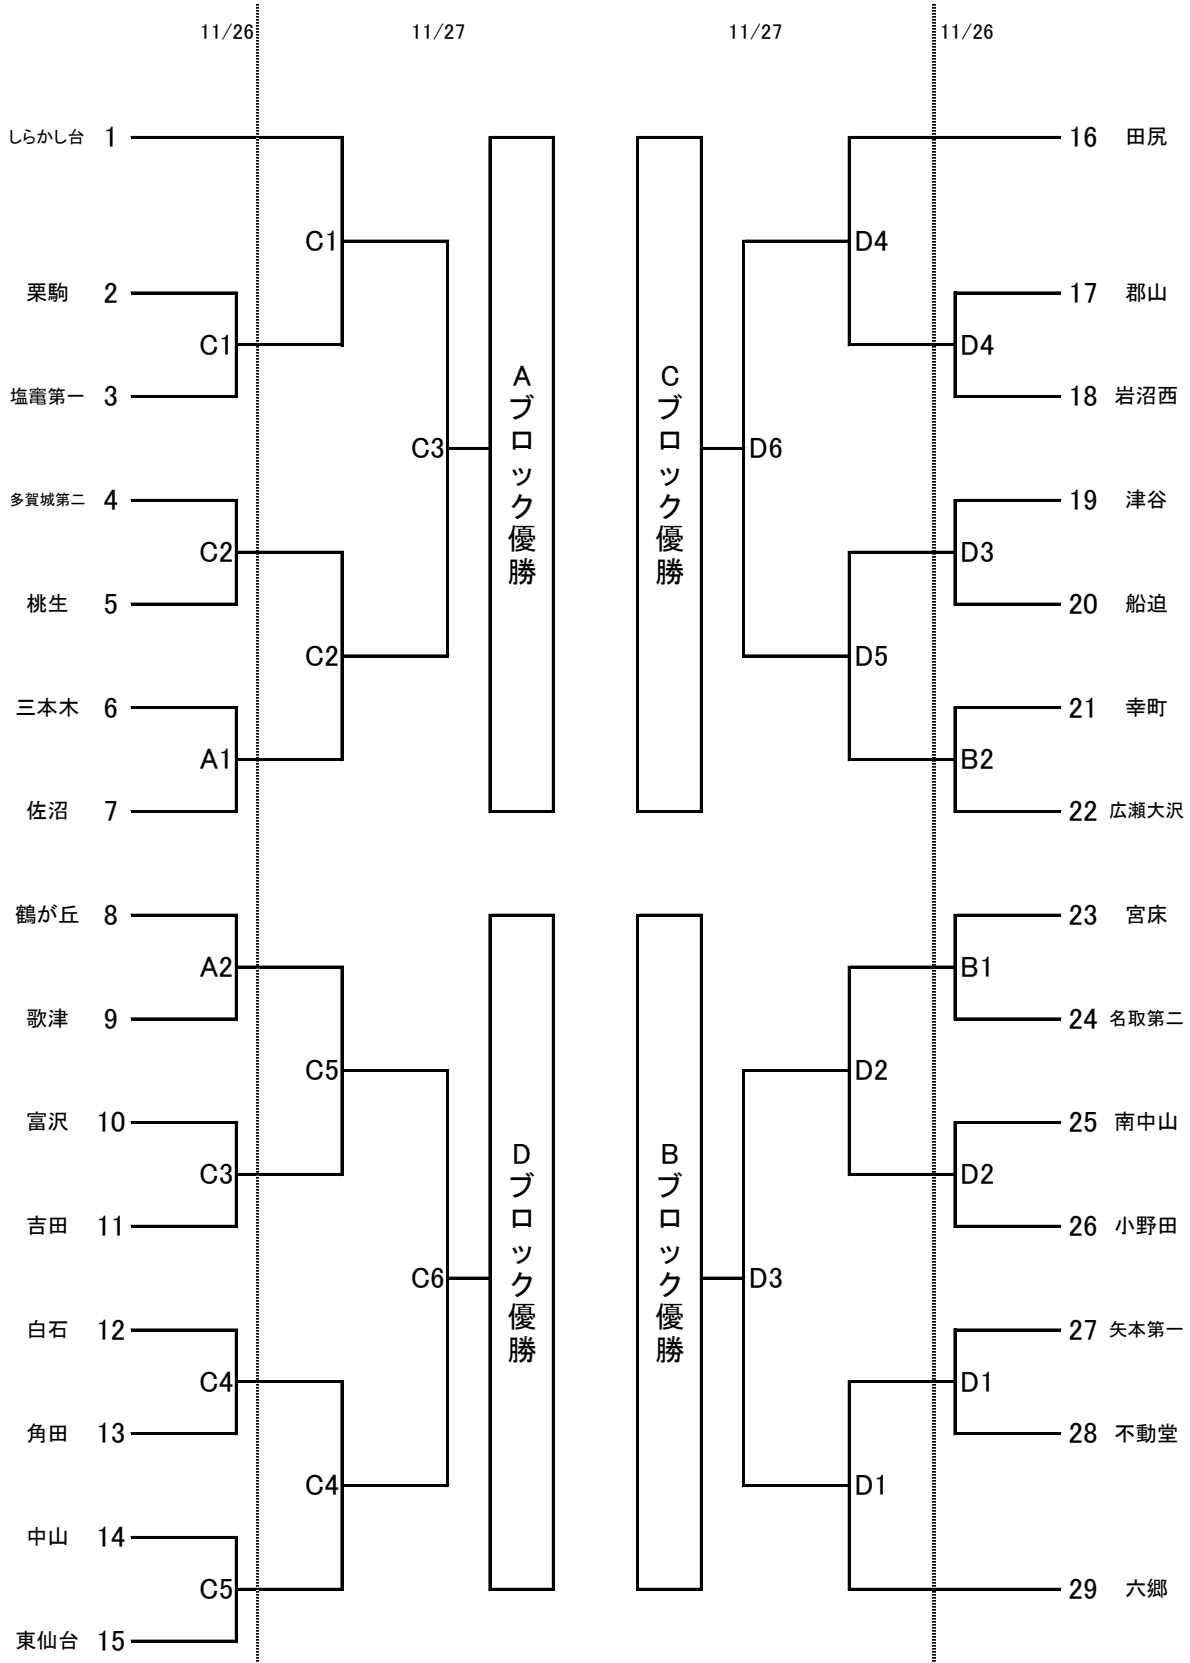 11/26 11/27 11/27 11/26
しらかし台 1 16 田尻
C1 D4
栗駒 2 17 郡山
C1 D4
塩竈第一 3 18 岩沼西
C3 D6
多賀城第二 4 19 津谷
C2 D3
桃生 5 20 船迫
C2 D5
三本木 6 21 幸町
A1 B2
佐沼 7 22 広瀬大沢
Aブロック優勝 Cブロック優勝
鶴が丘 8 23 宮床
A2 B1
歌津 9 24 名取第二
C5 D2
富沢 10 25 南中山
C3 D2
吉田 11 26 小野田
C6 D3
白石 12 27 矢本第一
C4 D1
角田 13 28 不動堂
C4 D1
中山 14
C5 29 六郷
東仙台 15
Dブロック優勝 Bブロック優勝